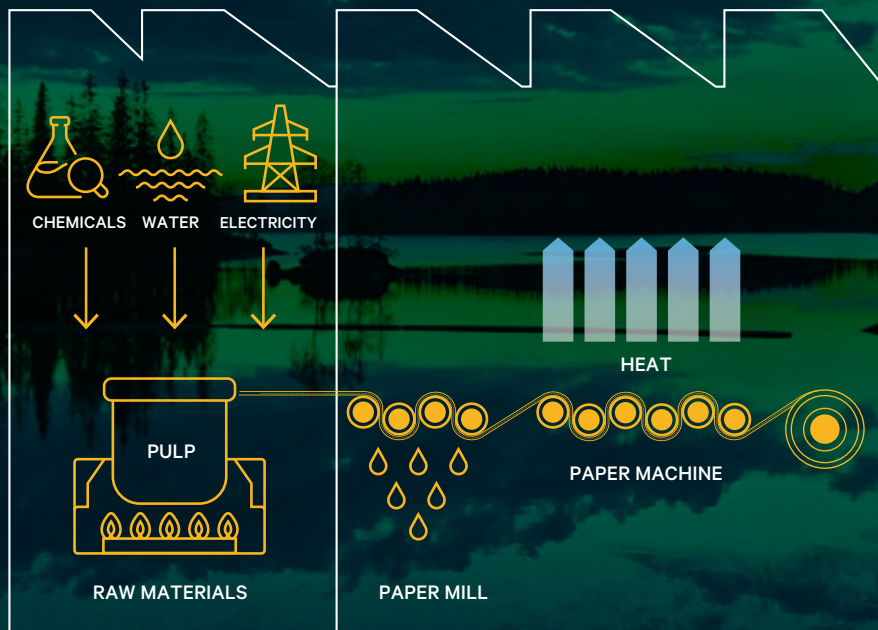 CHEMICALS
WATER
ELECTRICITY
HEAT
PULP
PAPER MACHINE
RAW MATERIALS
PAPER MILL